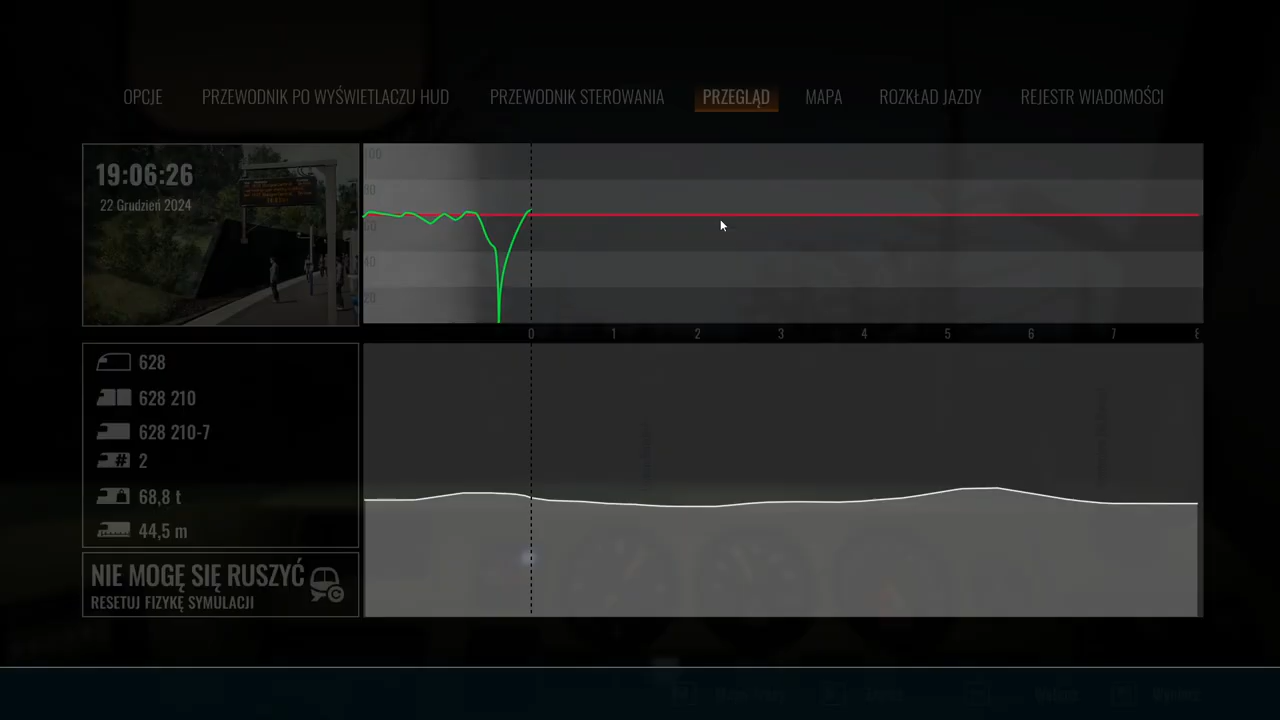 OPCJE PRZEWODNIK PO WYŚWIETLACZU HUD PRZEWODNIK STEROWANIA PRZEGLĄD MAPA ROZKŁAD JAZDY REJESTR WIADOMOŚCI
19:06:26
22 Grudzień 2024
100
80
60
40
20
0 1 2 3 4 5 6 7
628
628 210
628 210-7
2
68,8 t
44,5 m
NIE MOGĘ SIĘ RUSZYĆ
RESETUJ FIZYKĘ SYMULACJI